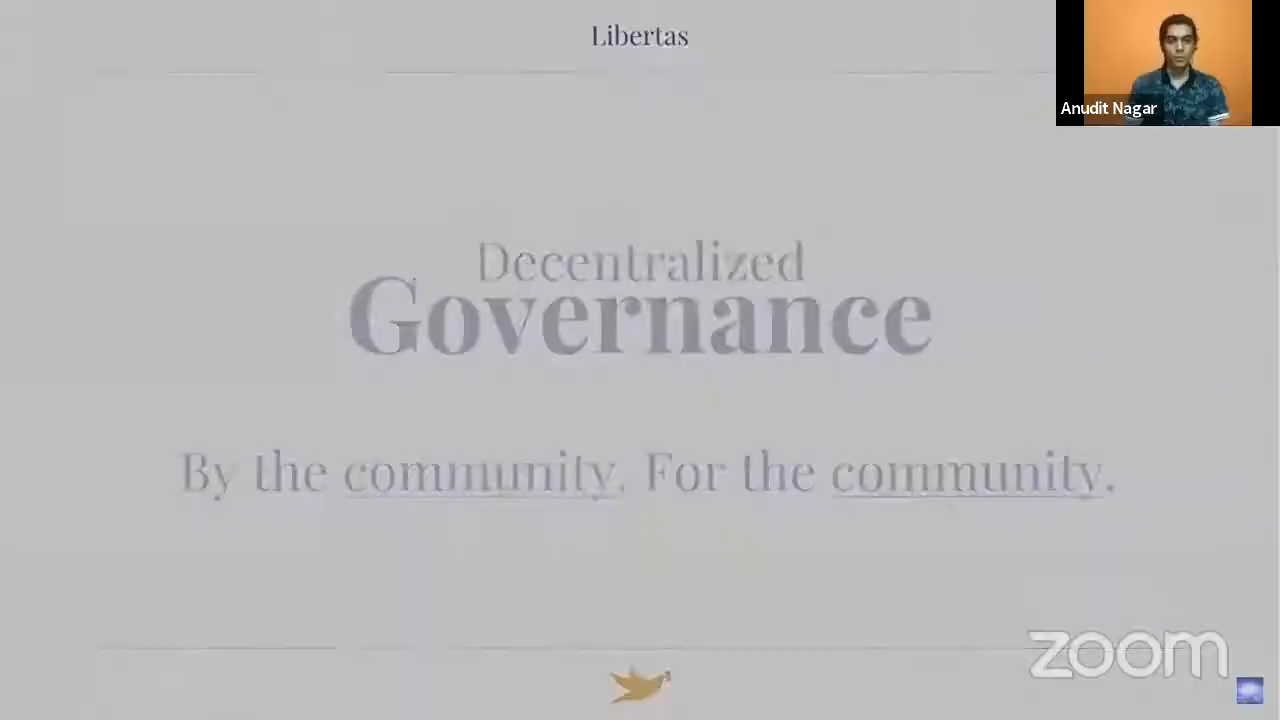 Libertas
Anudit Nagar
Decentralized
Governance
By the community. For the community.
zoom